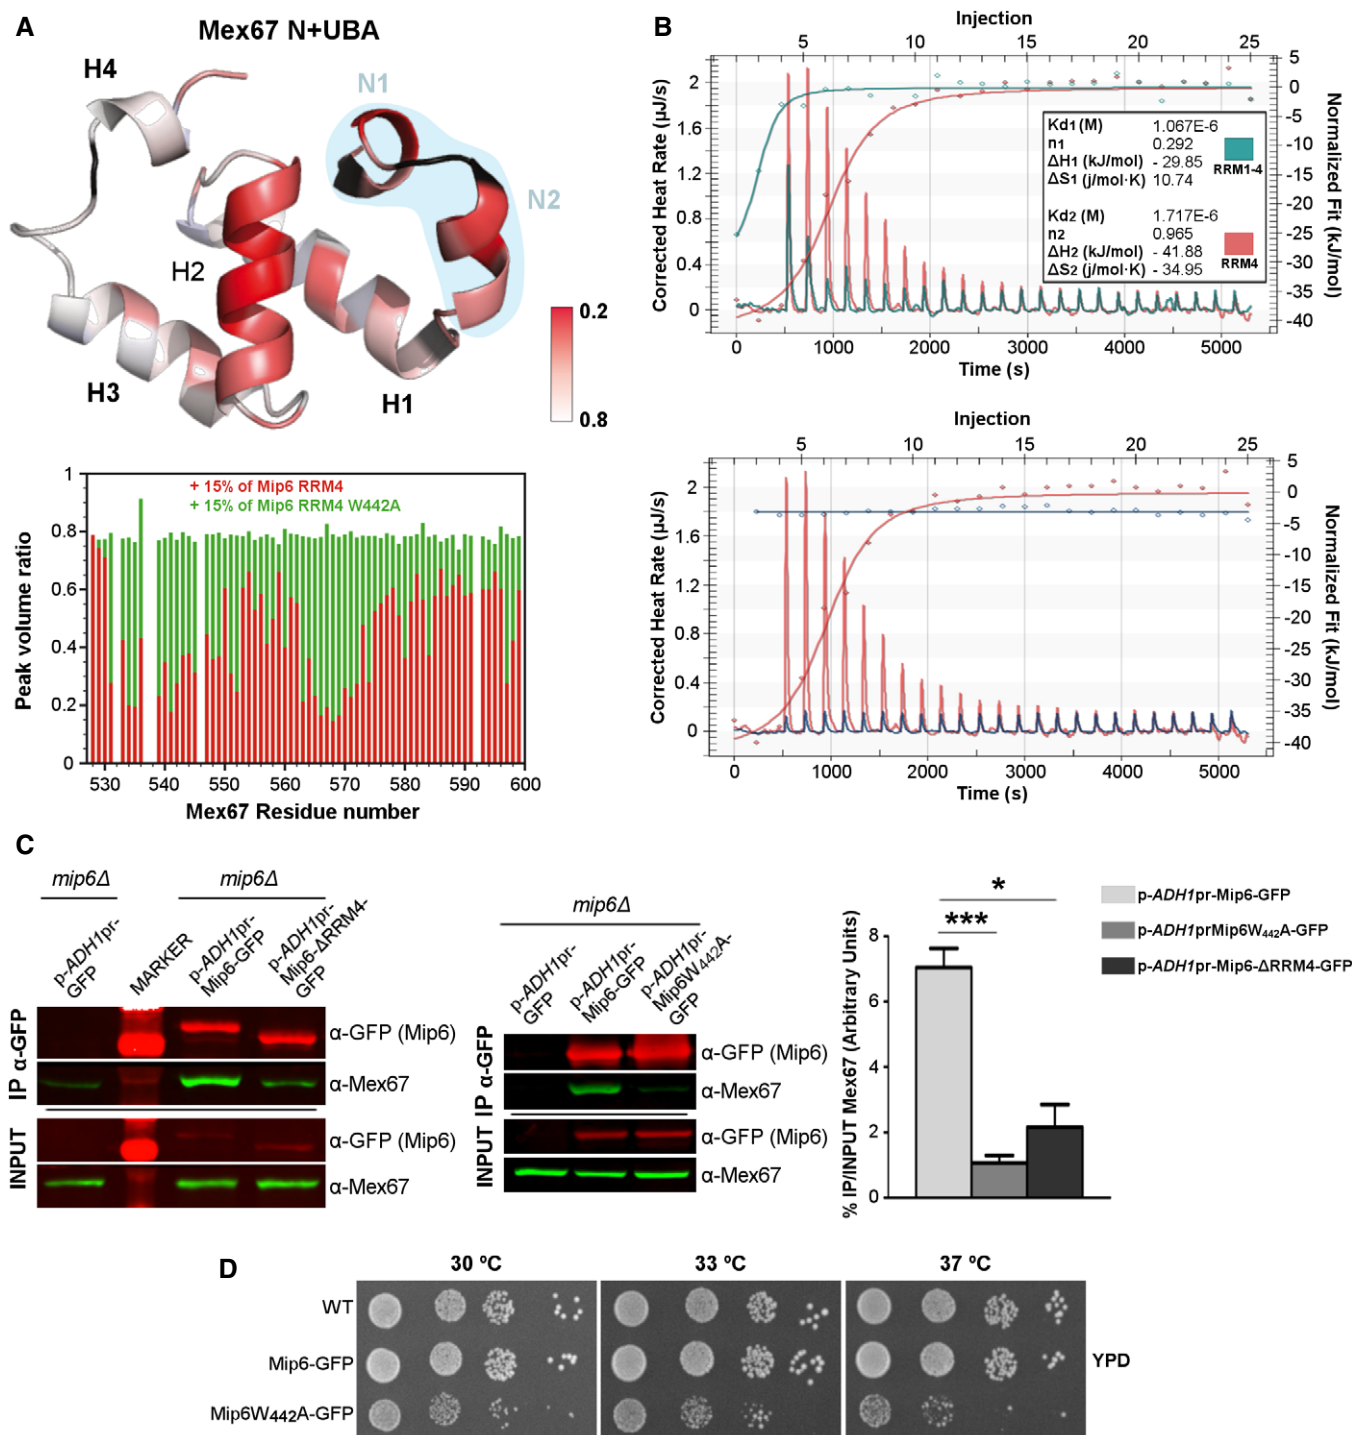 A
Mex67 N+UBA
H4
N1
N2
H2
H3
H1
0.2
0.8
+ 15% of Mip6 RRM4
+ 15% of Mip6 RRM4 W442A
Peak volume ratio
1
0.8
0.6
0.4
0.2
0
530 540 550 560 570 580 590 600
Mex67 Residue number
B
Injection
5 10 15 20 25
Corrected Heat Rate (µJ/s)
2
1.6
1.2
0.8
0.4
0
Normalized Fit (kJ/mol)
5
0
-5
-10
-15
-20
-25
-30
-35
-40
Kd1 (M) 1.067E-6
n1 0.292
ΔH1 (kJ/mol) - 29.85
ΔS1 (j/mol·K) 10.74
RRM1-4
Kd2 (M) 1.717E-6
n2 0.965
ΔH2 (kJ/mol) - 41.88
ΔS2 (j/mol·K) - 34.95
RRM4
0 1000 2000 3000 4000 5000
Time (s)
Injection
5 10 15 20 25
Corrected Heat Rate (µJ/s)
2
1.6
1.2
0.8
0.4
0
Normalized Fit (kJ/mol)
5
0
-5
-10
-15
-20
-25
-30
-35
-40
0 1000 2000 3000 4000 5000
Time (s)
C
mip6Δ
mip6Δ
p-ADH1pr-
GFP
MARKER
p-ADH1pr-
Mip6-GFP
p-ADH1pr-
Mip6-ΔRRM4-
GFP
IP α-GFP
α-GFP (Mip6)
α-Mex67
INPUT
α-GFP (Mip6)
α-Mex67
mip6Δ
p-ADH1pr-
GFP
p-ADH1pr-
Mip6-GFP
p-ADH1pr-
Mip6W442A-
GFP
IP α-GFP
α-GFP (Mip6)
α-Mex67
INPUT
α-GFP (Mip6)
α-Mex67
% IP/INPUT Mex67 (Arbitrary Units)
8
6
4
2
0
*
***
p-ADH1pr-Mip6-GFP
p-ADH1prMip6W442A-GFP
p-ADH1pr-Mip6-ΔRRM4-GFP
D
30 ºC 33 ºC 37 ºC
WT
Mip6-GFP
Mip6W442A-GFP
YPD